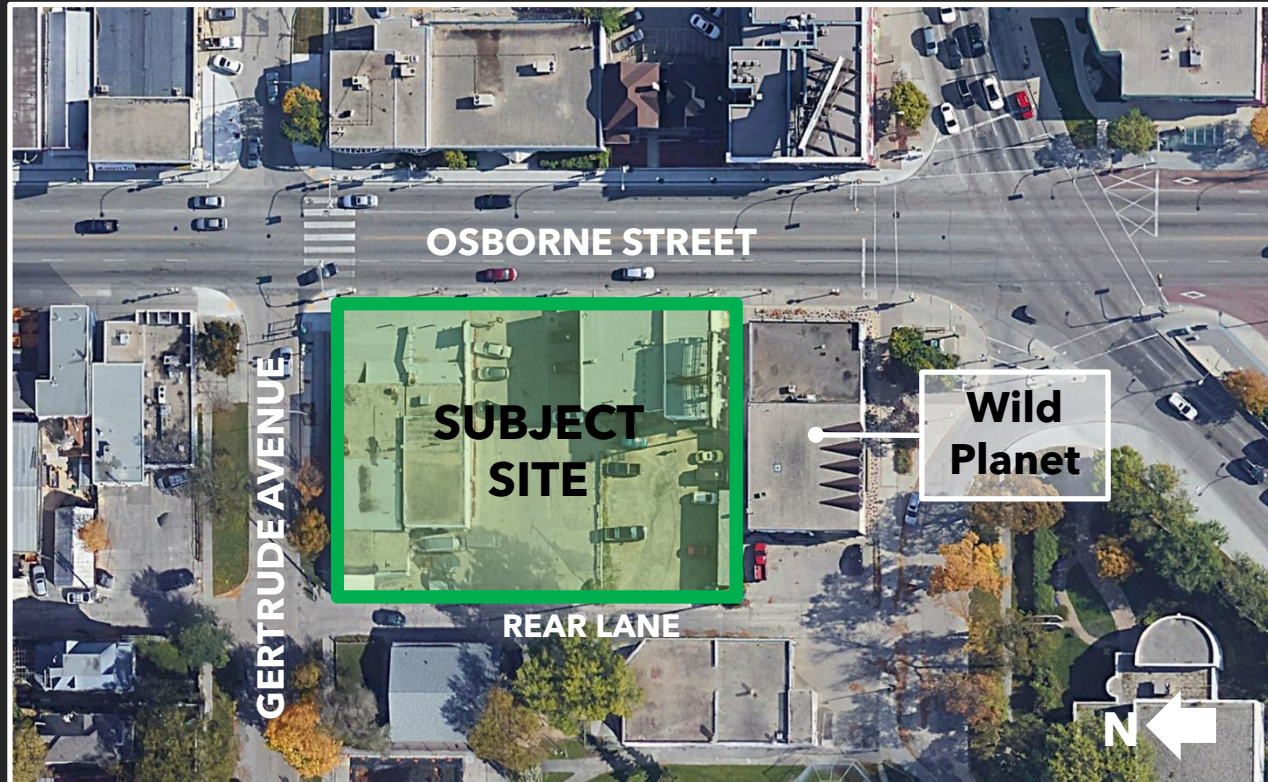 OSBORNE STREET
GERTRUDE AVENUE
SUBJECT
SITE
Wild
Planet
REAR LANE
N